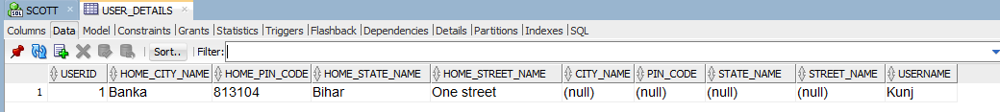 SQL SCOTT × USER_DETAILS ×
Columns Data Model Constraints Grants Statistics Triggers Flashback Dependencies Details Partitions Indexes SQL
Sort.. Filter:
USERID HOME_CITY_NAME HOME_PIN_CODE HOME_STATE_NAME HOME_STREET_NAME CITY_NAME PIN_CODE STATE_NAME STREET_NAME USERNAME
1 1 Banka 813104 Bihar One street (null) (null) (null) (null) Kunj